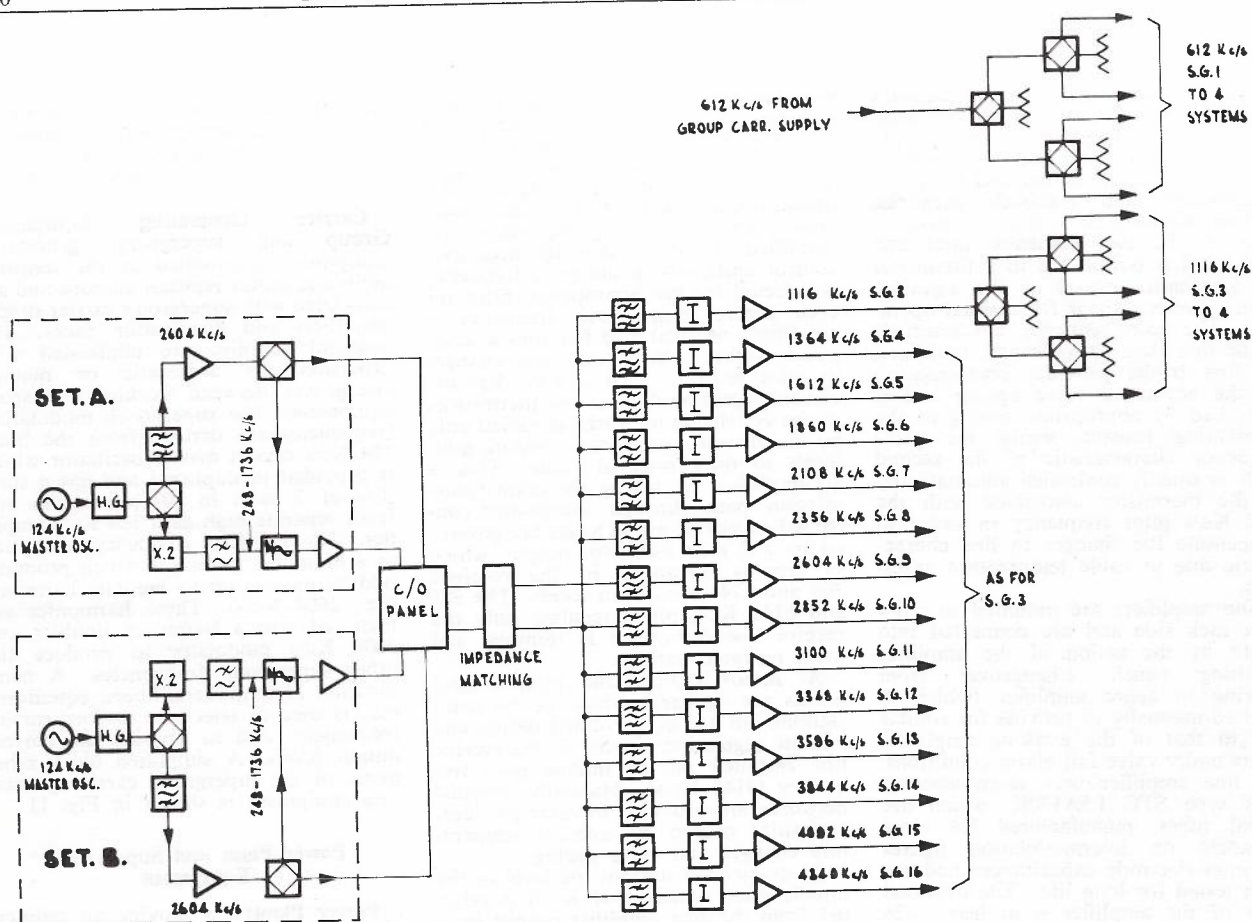 612 Kc/s FROM
GROUP CARR. SUPPLY
612 Kc/s
S.G.1
TO 4
SYSTEMS
1116 Kc/s
S.G.3
TO 4
SYSTEMS
SET. A.
2604 Kc/s
124 Kc/s
MASTER OSC.
H.G.
X.2
248-1736 Kc/s
C/O
PANEL
IMPEDANCE
MATCHING
SET. B.
124 Kc/s
MASTER OSC.
H.G.
X.2
248-1736 Kc/s
2604 Kc/s
I 1116 Kc/s S.G.3
I 1364 Kc/s S.G.4
I 1612 Kc/s S.G.5
I 1860 Kc/s S.G.6
I 2108 Kc/s S.G.7
I 2356 Kc/s S.G.8
I 2604 Kc/s S.G.9
I 2852 Kc/s S.G.10
I 3100 Kc/s S.G.11
I 3348 Kc/s S.G.12
I 3596 Kc/s S.G.13
I 3844 Kc/s S.G.14
I 4092 Kc/s S.G.15
I 4340 Kc/s S.G.16
AS FOR
S.G.3